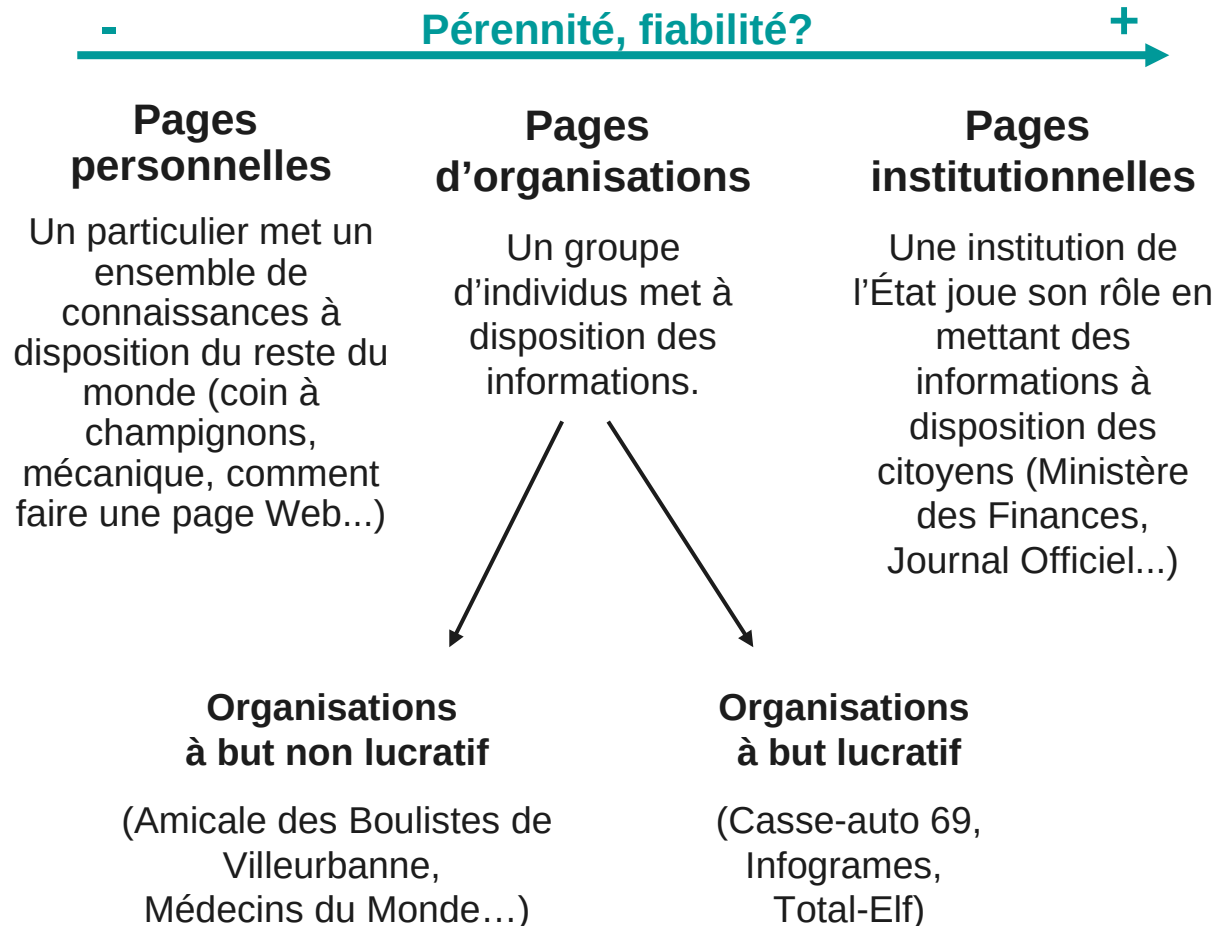 - Pérennité, fiabilité? +
Pages
personnelles
Un particulier met un
ensemble de
connaissances à
disposition du reste du
monde (coin à
champignons,
mécanique, comment
faire une page Web...)
Pages
d’organisations
Un groupe
d’individus met à
disposition des
informations.
Pages
institutionnelles
Une institution de
l’État joue son rôle en
mettant des
informations à
disposition des
citoyens (Ministère
des Finances,
Journal Officiel...)
Organisations
à but non lucratif
(Amicale des Boulistes de
Villeurbanne,
Médecins du Monde…)
Organisations
à but lucratif
(Casse-auto 69,
Infogrames,
Total-Elf)